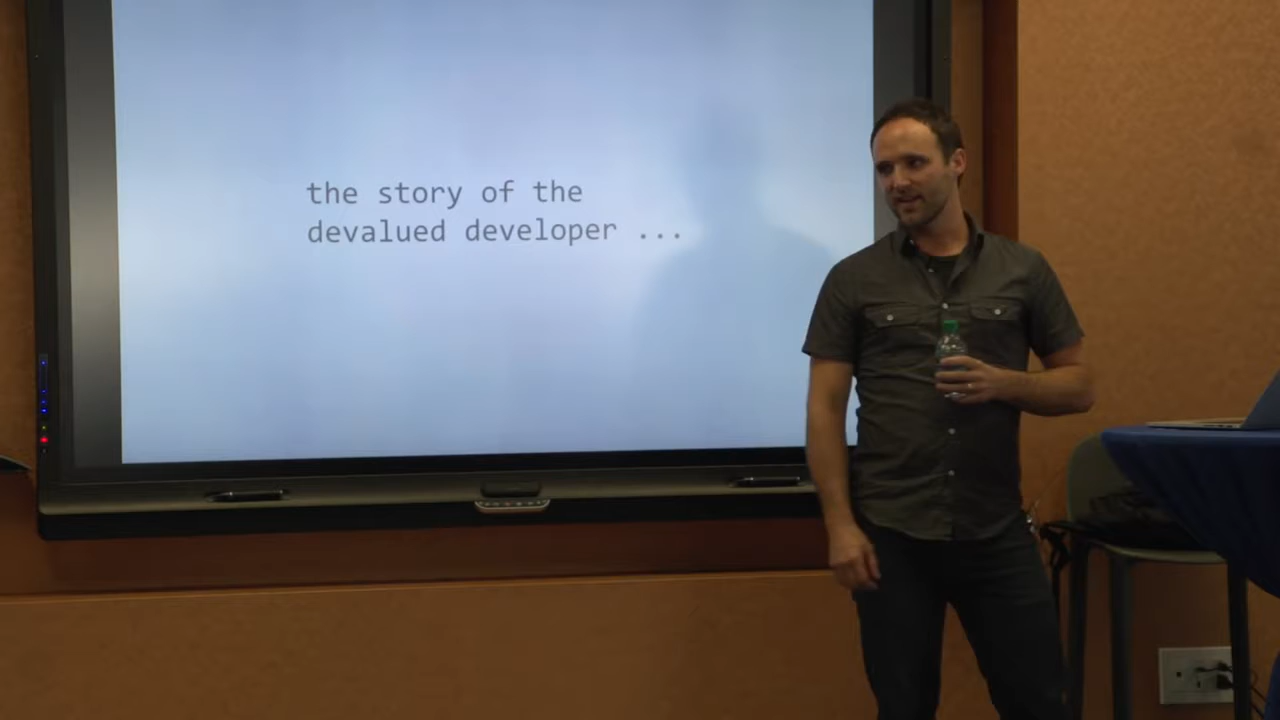 the story of the
devalued developer ...